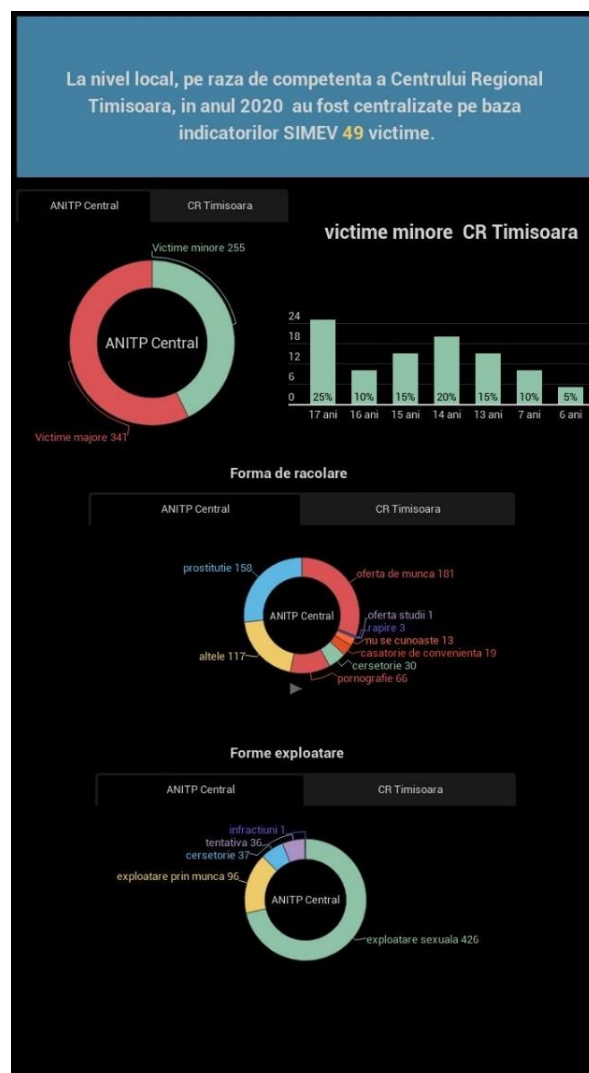 La nivel local, pe raza de competenta a Centrului Regional
Timisoara, in anul 2020 au fost centralizate pe baza
indicatorilor SIMEV 49 victime.
ANITP Central
CR Timisoara
Victime minore 255
ANITP Central
Victime majore 341
victime minore CR Timisoara
24
18
12
6
0
25% 10% 15% 20% 15% 10% 5%
17 ani 16 ani 15 ani 14 ani 13 ani 7 ani 6 ani
Forma de racolare
ANITP Central
CR Timisoara
prostitutie 158
oferta de munca 181
ANITP Central
oferta studii 1
rapire 3
nu se cunoaste 13
altele 117
casatorie de convenienta 19
cersetorie 30
pornografie 66
Forme exploatare
ANITP Central
CR Timisoara
infractiuni 1
tentativa 36
cersetorie 37
exploatare prin munca 96
ANITP Central
exploatare sexuala 426